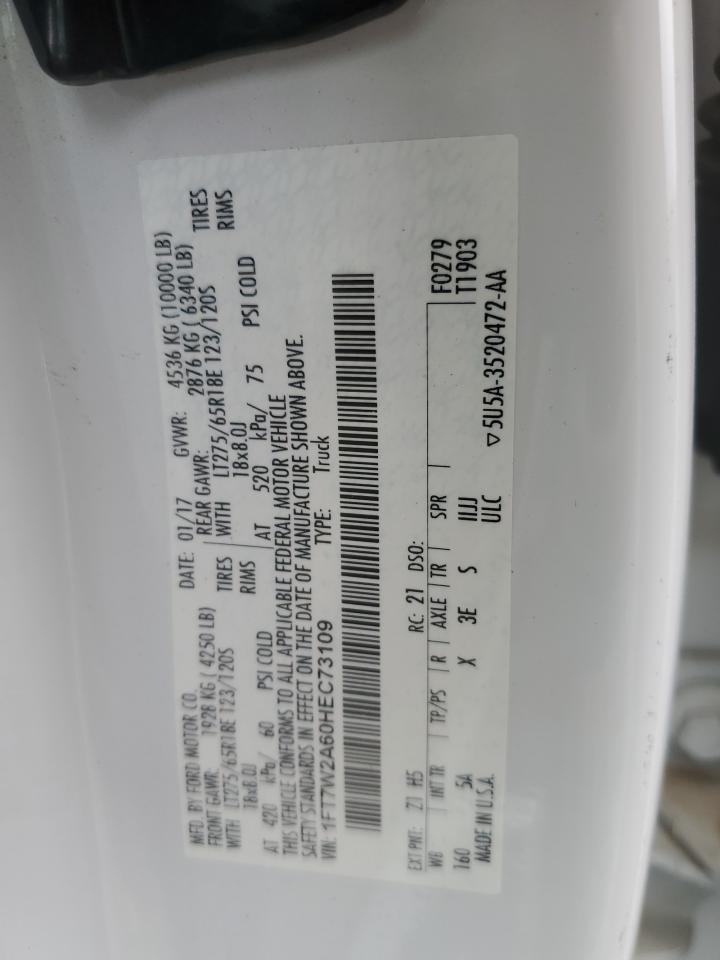 MFD. BY FORD MOTOR CO. DATE: 01/17 GVWR: 4536 KG (10000 LB)
FRONT GAWR: 1928 KG ( 4250 LB) REAR GAWR: 2876 KG ( 6340 LB)
WITH LT275/65R18E 123/120S TIRES WITH LT275/65R18E 123/120S TIRES
18x8.0J RIMS 18x8.0J RIMS
AT 420 kPa/ 60 PSI COLD AT 520 kPa/ 75 PSI COLD
THIS VEHICLE CONFORMS TO ALL APPLICABLE FEDERAL MOTOR VEHICLE
SAFETY STANDARDS IN EFFECT ON THE DATE OF MANUFACTURE SHOWN ABOVE.
VIN: 1FT7W2A60HEC73109 TYPE: Truck
EXT PNT: Z1 H5 RC: 21 DSO: F0279
WB INT TR TP/PS R AXLE TR SPR T1903
160 5A X 3E S IIJJ
MADE IN U.S.A. ULC ▽5U5A-3520472-AA